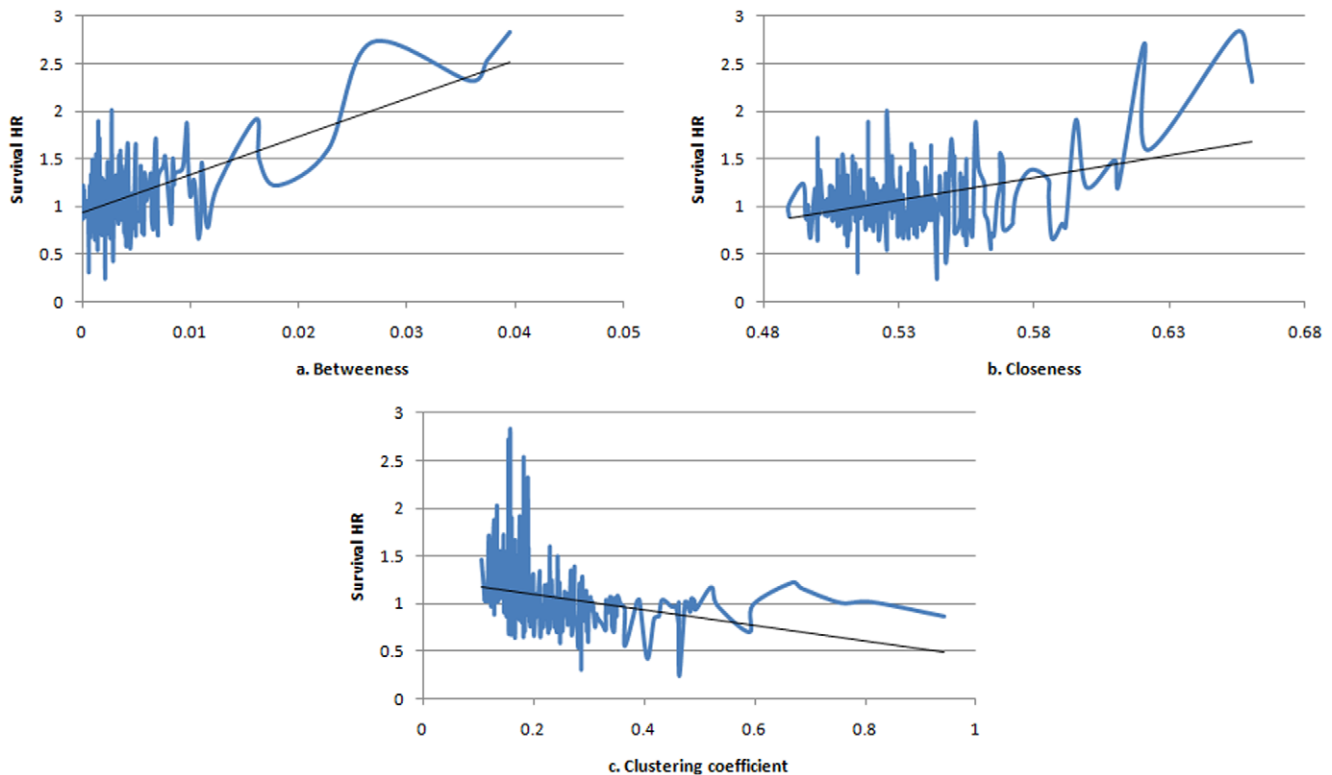 3
2.5
2
1.5
1
0.5
0
Survival HR
0 0.01 0.02 0.03 0.04 0.05
a. Betweeness
3
2.5
2
1.5
1
0.5
0
Survival HR
0.48 0.53 0.58 0.63 0.68
b. Closeness
3
2.5
2
1.5
1
0.5
0
Survival HR
0 0.2 0.4 0.6 0.8 1
c. Clustering coefficient